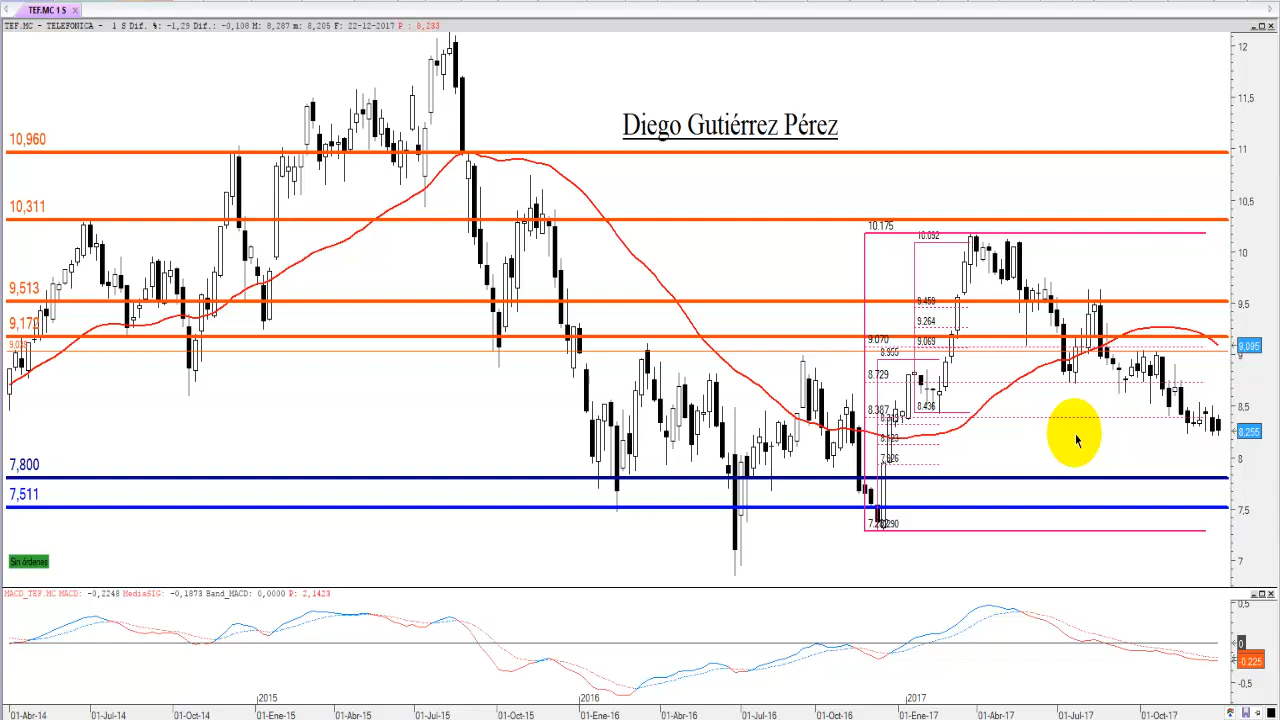 TEF.MC 1 S
TEF.MC - TELEFONICA - 1 S Dif. %: -1,29 Dif.: -0,108 M: 8,287 m: 8,205 F: 22-12-2017 P : 8,233
Diego Gutiérrez Pérez
12
11,5
10,960
11
10,311
10,5
10.175
10.092
10
9,513
9.459
9,5
9,172
9.264
9.070
9.069
9,095
9
8.955
8.729
8.436
8.387
8,5
8,255
8
7,800
7,511
7,5
7
Sin órdenes
MACD_TEF.MC MACD: -0,2248 MediaSIG: -0,1873 Band_MACD: 0,0000 P: 2,1423
0,5
0
-0,225
-0,5
2015
2016
2017
01-Abr-14
01-Jul-14
01-Oct-14
01-Ene-15
01-Abr-15
01-Jul-15
01-Oct-15
01-Ene-16
01-Abr-16
01-Jul-16
01-Oct-16
01-Ene-17
01-Abr-17
01-Jul-17
01-Oct-17